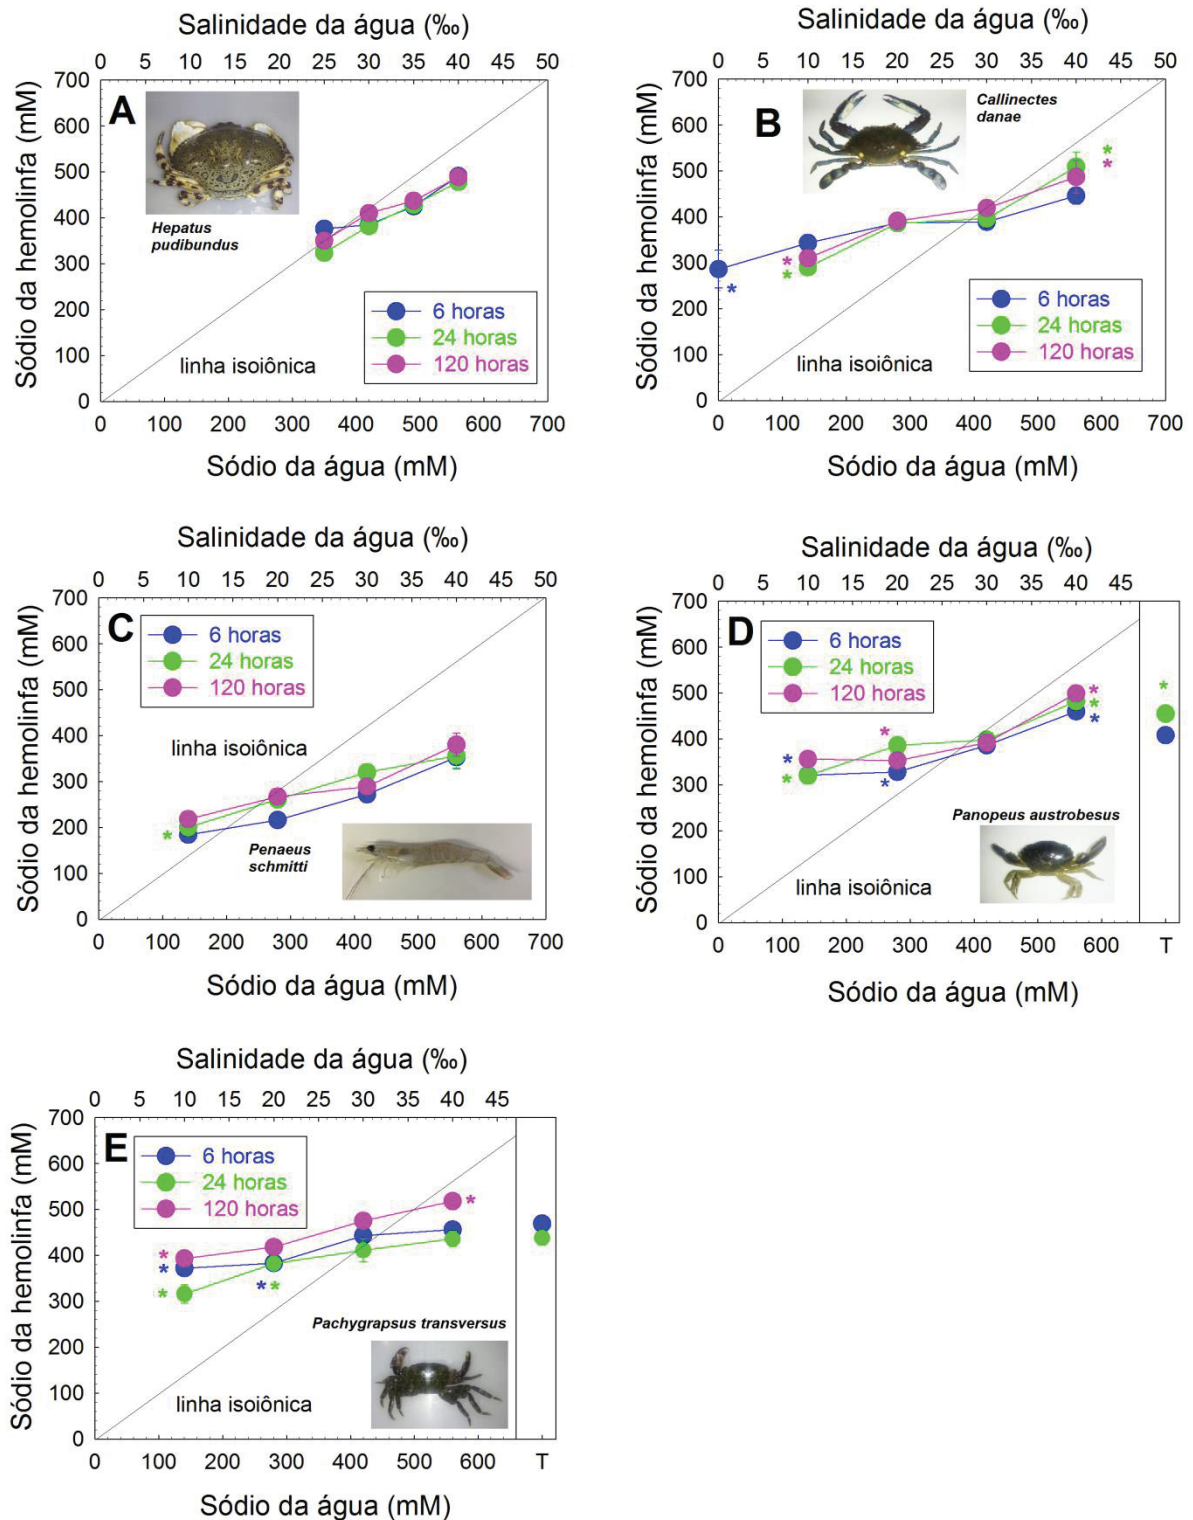 Salinidade da água (‰)
0 5 10 15 20 25 30 35 40 45 50
700
600
500
400
300
200
100
0
Sódio da hemolinfa (mM)
A
Hepatus
pudibundus
6 horas
24 horas
120 horas
linha isoiônica
0 100 200 300 400 500 600 700
Sódio da água (mM)
Salinidade da água (‰)
0 5 10 15 20 25 30 35 40 45 50
700
600
500
400
300
200
100
0
Sódio da hemolinfa (mM)
B
Callinectes
danae
*
*
*
*
*
6 horas
24 horas
120 horas
linha isoiônica
0 100 200 300 400 500 600 700
Sódio da água (mM)
Salinidade da água (‰)
0 5 10 15 20 25 30 35 40 45 50
700
600
500
400
300
200
100
0
Sódio da hemolinfa (mM)
C
6 horas
24 horas
120 horas
linha isoiônica
*
Penaeus
schmitti
0 100 200 300 400 500 600 700
Sódio da água (mM)
Salinidade da água (‰)
0 5 10 15 20 25 30 35 40 45
700
600
500
400
300
200
100
0
Sódio da hemolinfa (mM)
D
6 horas
24 horas
120 horas
*
*
*
*
*
*
*
*
Panopeus austrobesus
linha isoiônica
0 100 200 300 400 500 600 T
Sódio da água (mM)
Salinidade da água (‰)
0 5 10 15 20 25 30 35 40 45
700
600
500
400
300
200
100
0
Sódio da hemolinfa (mM)
E
6 horas
24 horas
120 horas
*
*
*
* *
*
Pachygrapsus transversus
linha isoiônica
0 100 200 300 400 500 600 T
Sódio da água (mM)